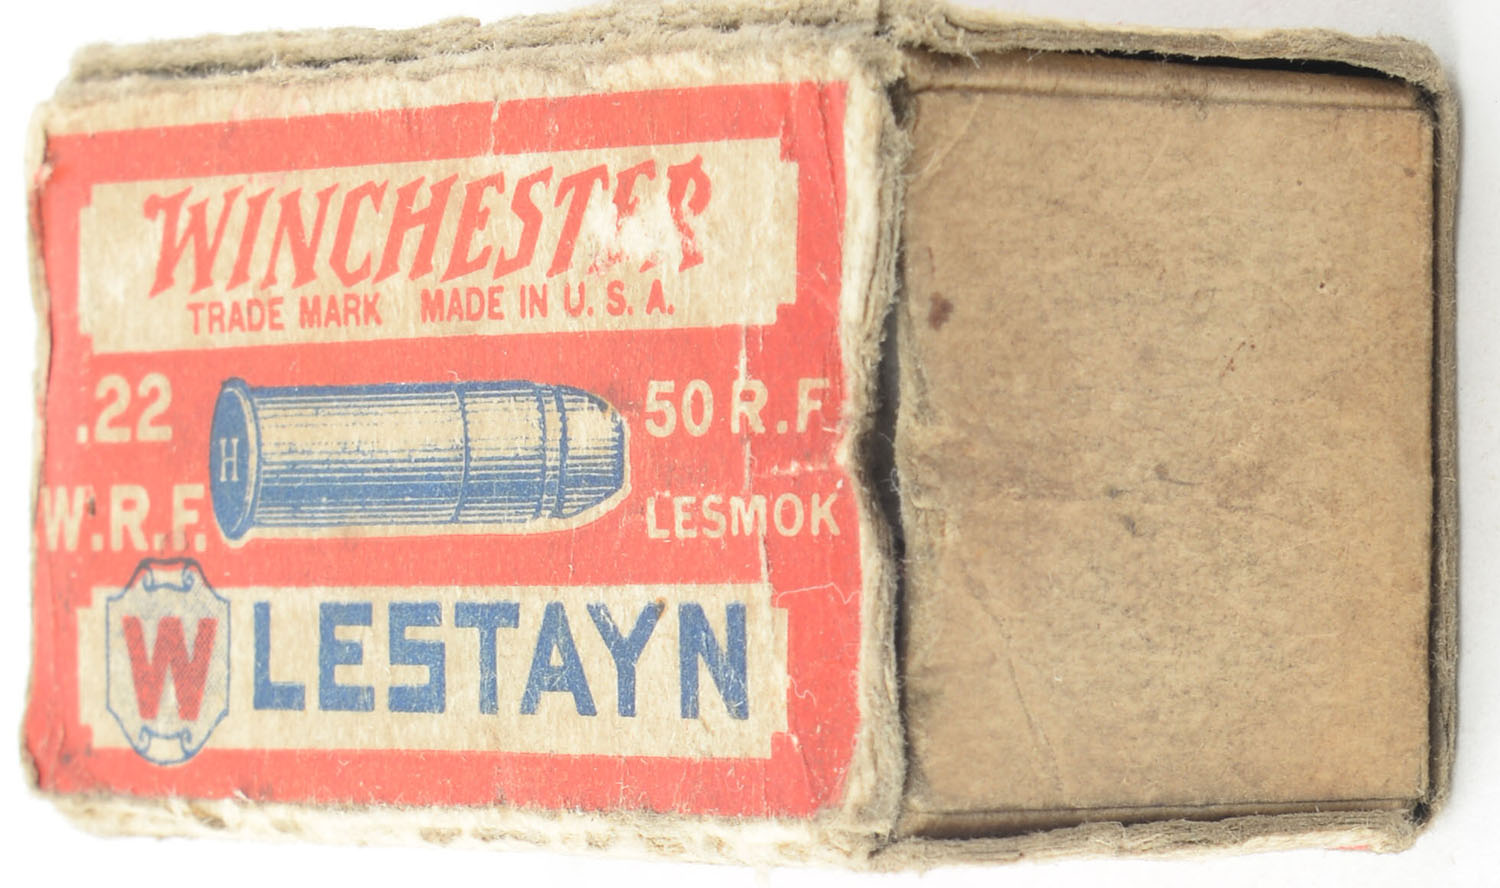 WINCHESTER
TRADE MARK MADE IN U.S.A.
.22
50 R.F.
H
W.R.F.
LESMOK
W LESTAYN